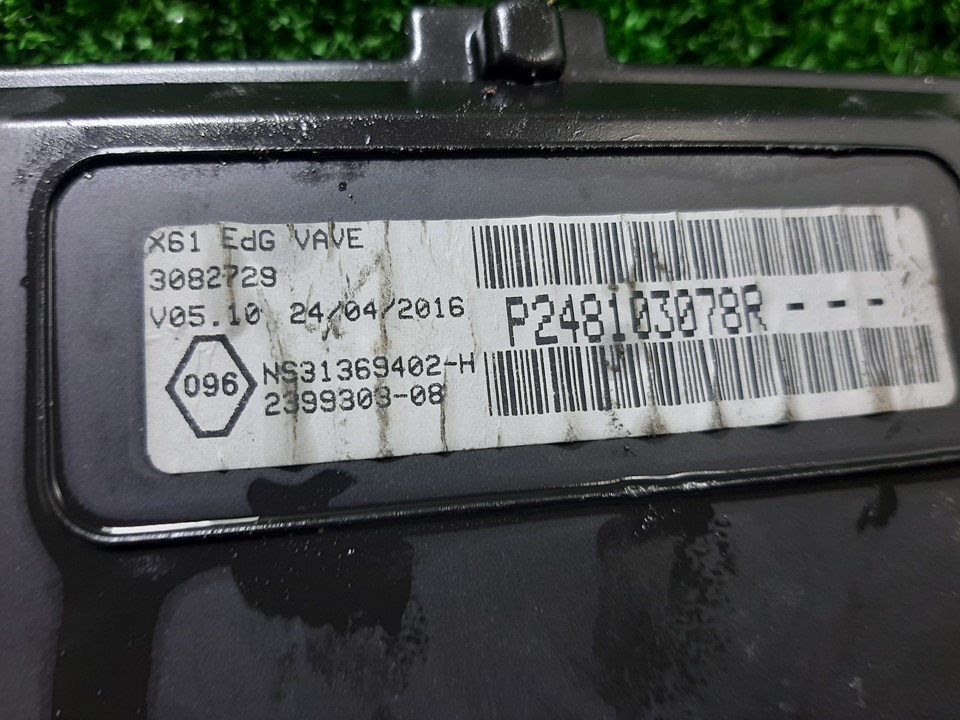 X61 EdG VAVE
3082729
V05.10 24/04/2016
P248103078R - - -
096
NS31369402-H
2399303-08